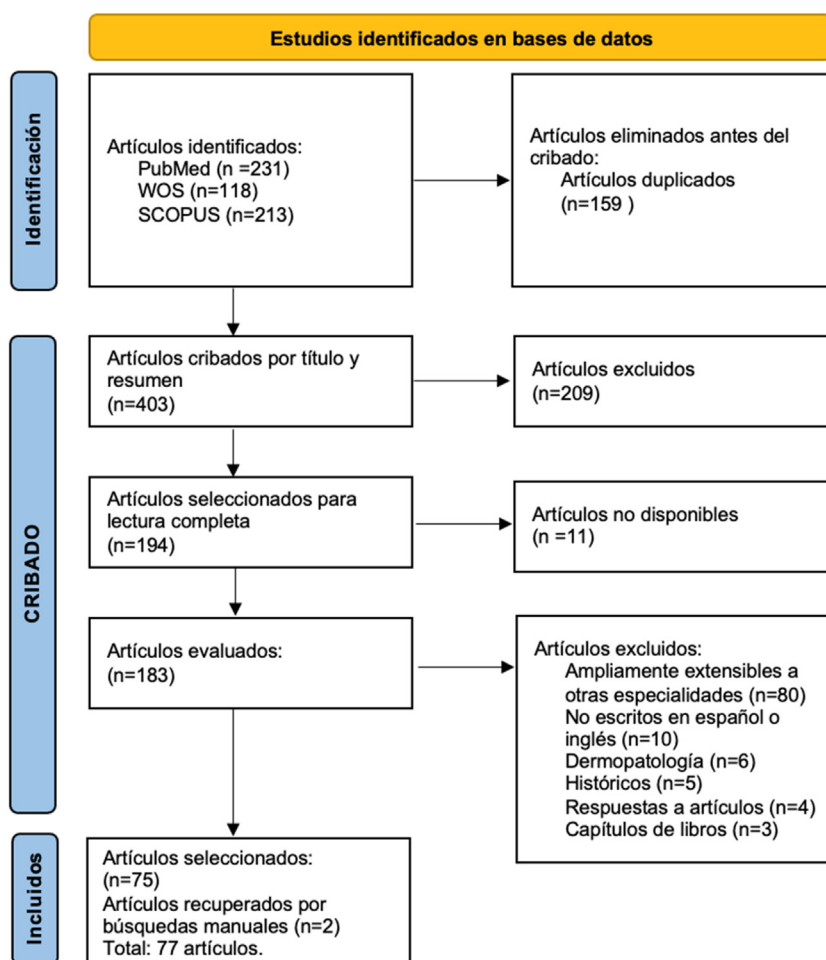 Estudios identificados en bases de datos
Identificación
Artículos identificados:
PubMed (n =231)
WOS (n=118)
SCOPUS (n=213)
Artículos eliminados antes del
cribado:
Artículos duplicados
(n=159 )
CRIBADO
Artículos cribados por título y
resumen
(n=403)
Artículos excluidos
(n=209)
Artículos seleccionados para
lectura completa
(n=194)
Artículos no disponibles
(n =11)
Artículos evaluados:
(n=183)
Artículos excluidos:
Ampliamente extensibles a
otras especialidades (n=80)
No escritos en español o
inglés (n=10)
Dermopatología (n=6)
Históricos (n=5)
Respuestas a artículos (n=4)
Capítulos de libros (n=3)
Incluidos
Artículos seleccionados:
(n=75)
Artículos recuperados por
búsquedas manuales (n=2)
Total: 77 artículos.